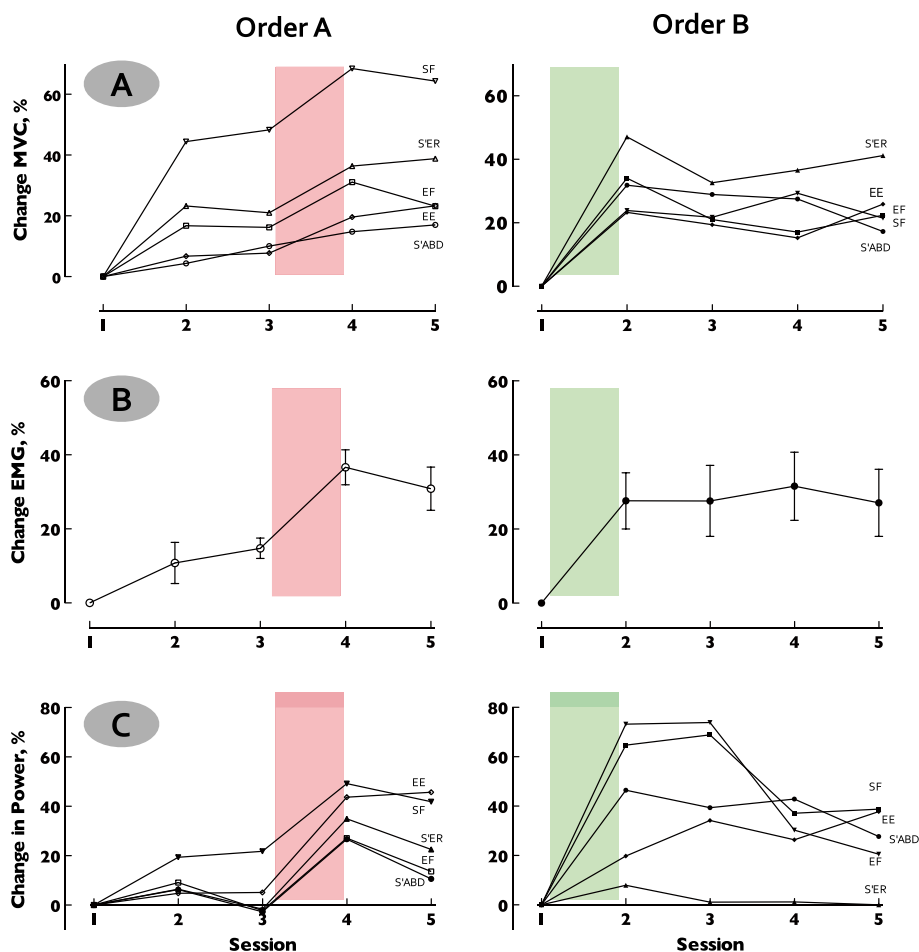 Order A
Order B
A
Change MVC, %
60
40
20
0
SF
S'ER
EF
EE
S'ABD
1 2 3 4 5
60
40
20
0
S'ER
EE
EF
SF
S'ABD
1 2 3 4 5
B
Change EMG, %
60
40
20
0
1 2 3 4 5
60
40
20
0
1 2 3 4 5
C
Change in Power, %
80
60
40
20
0
EE
SF
S'ER
EF
S'ABD
1 2 3 4 5
Session
80
60
40
20
0
SF
EE
S'ABD
EF
S'ER
1 2 3 4 5
Session